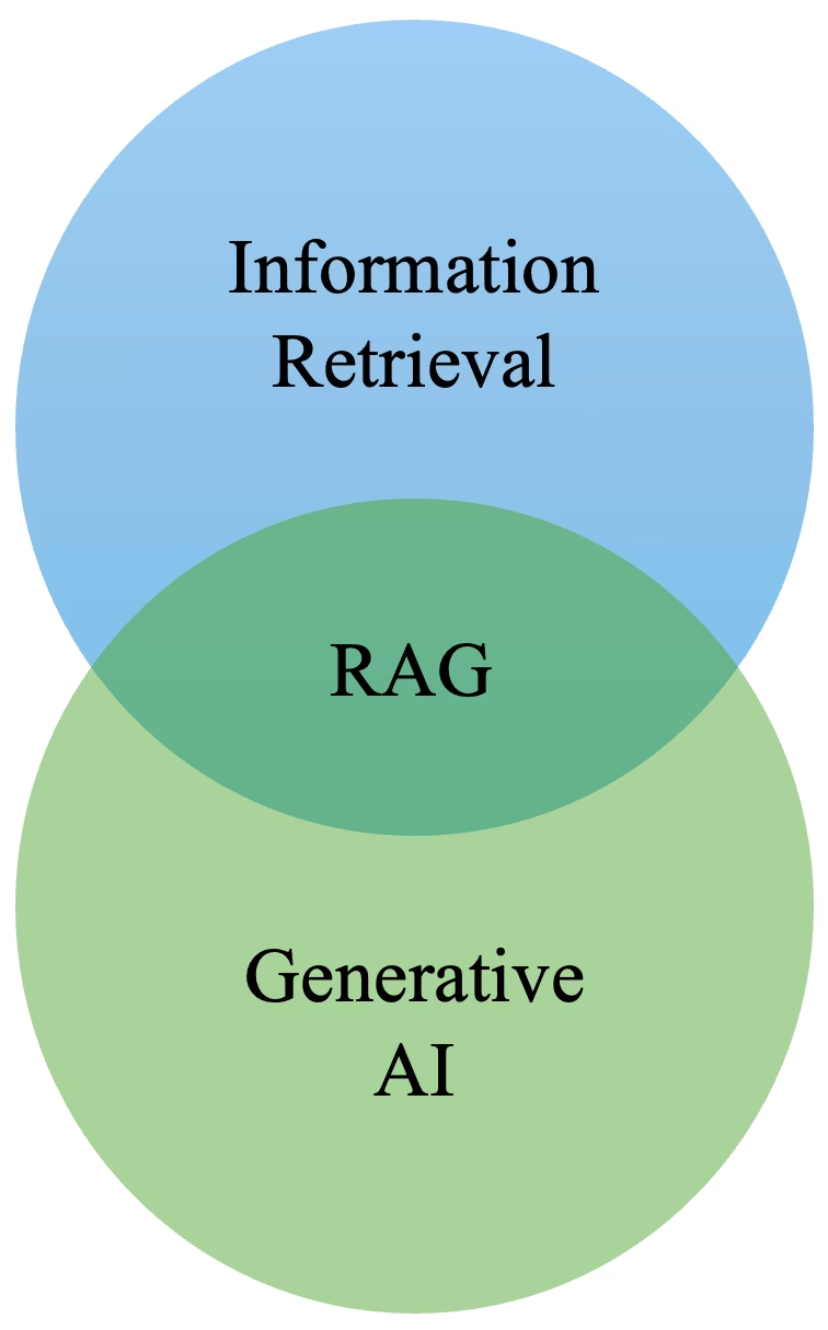 Information
Retrieval
RAG
Generative
AI